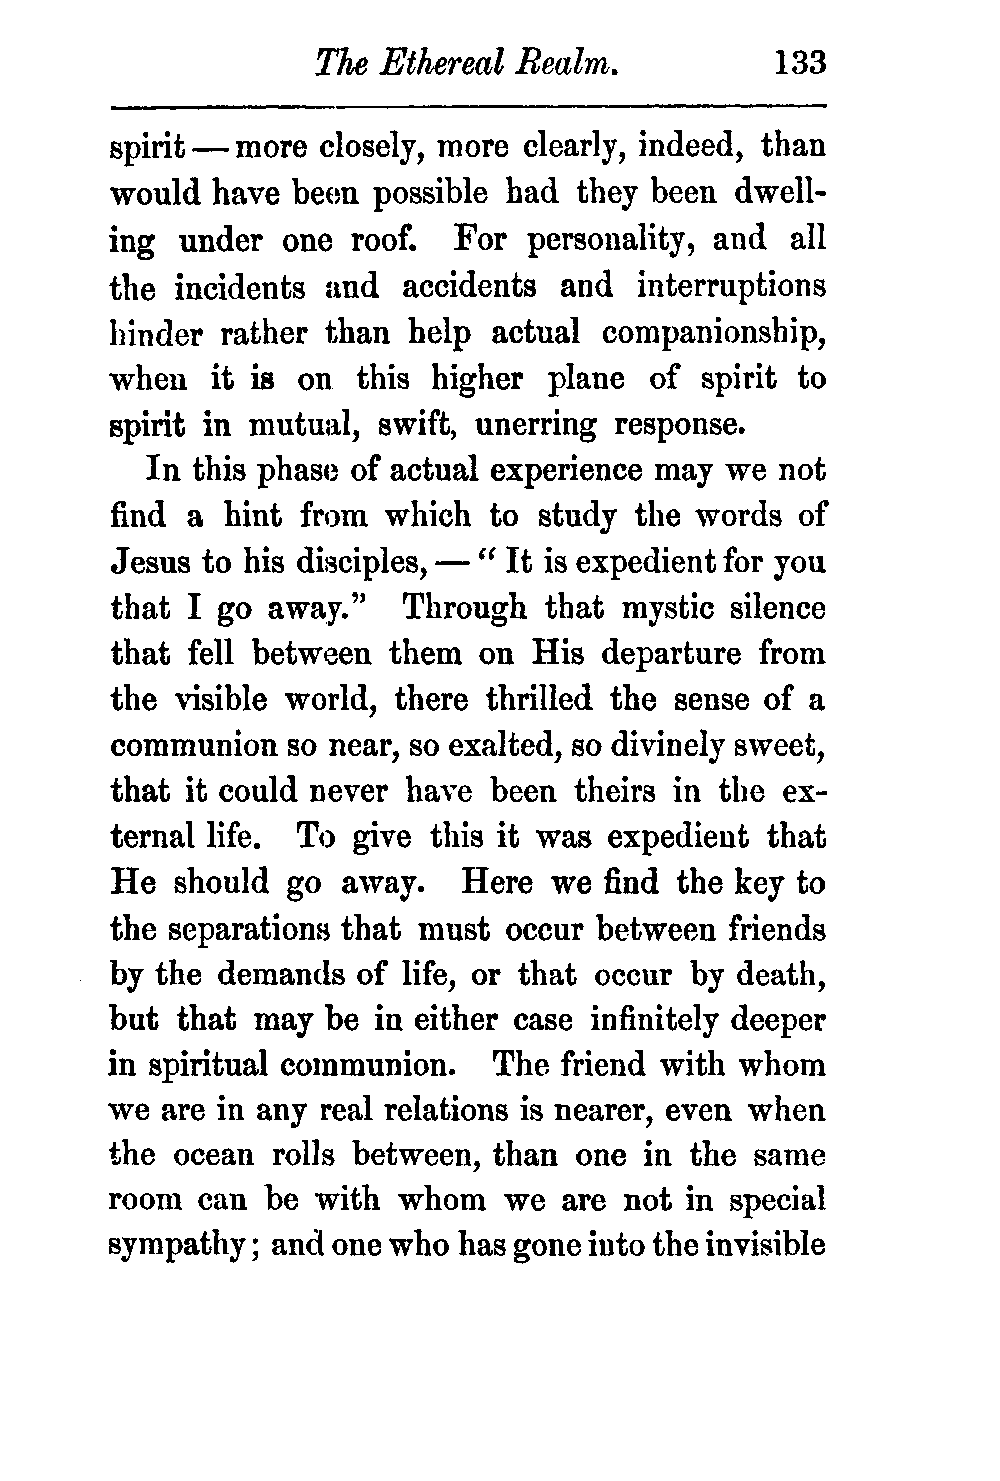 The Ethereal Realm. 133
spirit — more closely, more clearly, indeed, than
would have been possible had they been dwell-
ing under one roof. For personality, and all
the incidents and accidents and interruptions
hinder rather than help actual companionship,
when it is on this higher plane of spirit to
spirit in mutual, swift, unerring response.
In this phase of actual experience may we not
find a hint from which to study the words of
Jesus to his disciples, — “ It is expedient for you
that I go away.” Through that mystic silence
that fell between them on His departure from
the visible world, there thrilled the sense of a
communion so near, so exalted, so divinely sweet,
that it could never have been theirs in the ex-
ternal life. To give this it was expedient that
He should go away. Here we find the key to
the separations that must occur between friends
by the demands of life, or that occur by death,
but that may be in either case infinitely deeper
in spiritual communion. The friend with whom
we are in any real relations is nearer, even when
the ocean rolls between, than one in the same
room can be with whom we are not in special
sympathy; and one who has gone into the invisible